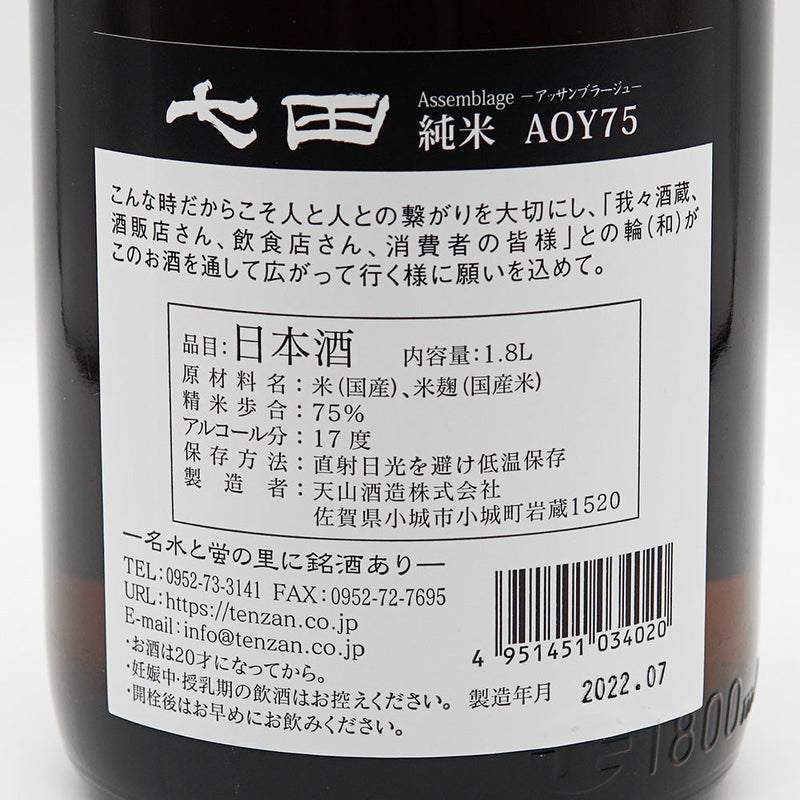 七田
Assemblage ―アッサンブラージュ―
純米 AOY75
こんな時だからこそ人と人との繋がりを大切にし、「我々酒蔵、
酒販店さん、飲食店さん、消費者の皆様」との輪(和)が
このお酒を通して広がって行く様に願いを込めて。
品目:日本酒 内容量:1.8L
原材料名:米(国産)、米麹(国産米)
精米歩合:75%
アルコール分:17度
保存方法:直射日光を避け低温保存
製造者:天山酒造株式会社
佐賀県小城市小城町岩蔵1520
―名水と蛍の里に銘酒あり―
TEL:0952-73-3141 FAX:0952-72-7695
URL:https://tenzan.co.jp
E-mail:info@tenzan.co.jp
・お酒は20才になってから。
・妊娠中・授乳期の飲酒はお控えください。
・開栓後はお早めにお飲みください。
4 951451 034020
製造年月 2022.07
1800